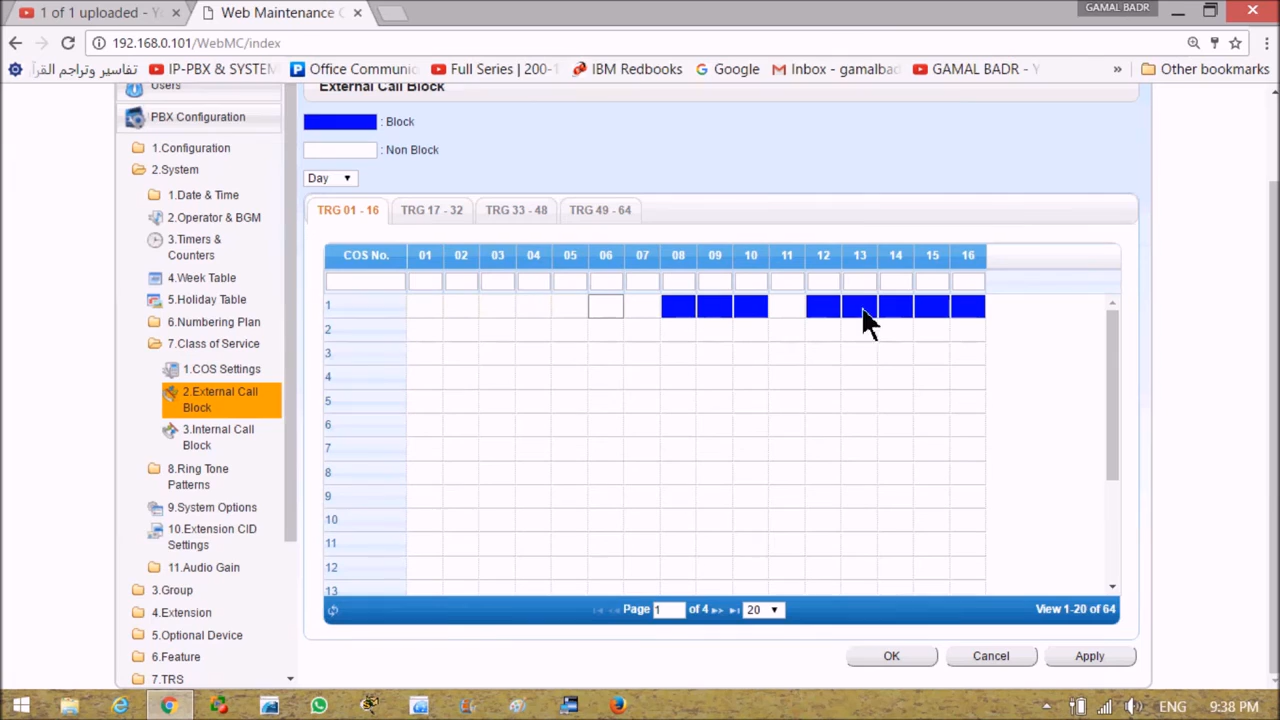 1 of 1 uploaded - Yo
Web Maintenance C
GAMAL BADR
192.168.0.101/WebMC/index
تفاسير وتراجم القرآ
IP-PBX & SYSTEM
Office Communic
Full Series | 200-1
IBM Redbooks
Google
Inbox - gamalbad
GAMAL BADR - Y
»
Other bookmarks
Users
PBX Configuration
1.Configuration
2.System
1.Date & Time
2.Operator & BGM
3.Timers &
Counters
4.Week Table
5.Holiday Table
6.Numbering Plan
7.Class of Service
1.COS Settings
2.External Call
Block
3.Internal Call
Block
8.Ring Tone
Patterns
9.System Options
10.Extension CID
Settings
11.Audio Gain
3.Group
4.Extension
5.Optional Device
6.Feature
7.TRS
External Call Block
: Block
: Non Block
Day
TRG 01 - 16 TRG 17 - 32 TRG 33 - 48 TRG 49 - 64
COS No. 01 02 03 04 05 06 07 08 09 10 11 12 13 14 15 16
1
2
3
4
5
6
7
8
9
10
11
12
13
Page 1 of 4 20 View 1-20 of 64
OK Cancel Apply
ENG 9:38 PM